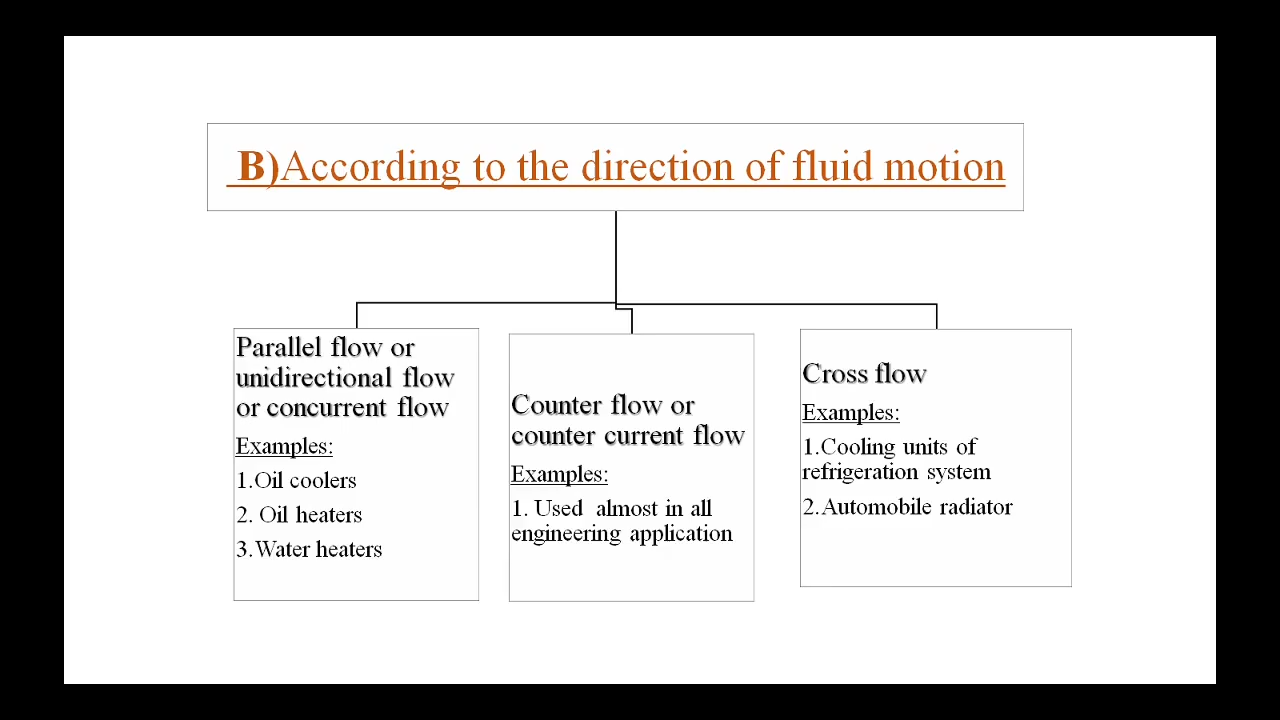 B)According to the direction of fluid motion
Parallel flow or
unidirectional flow
or concurrent flow
Examples:
1.Oil coolers
2. Oil heaters
3.Water heaters
Counter flow or
counter current flow
Examples:
1. Used almost in all
engineering application
Cross flow
Examples:
1.Cooling units of
refrigeration system
2.Automobile radiator